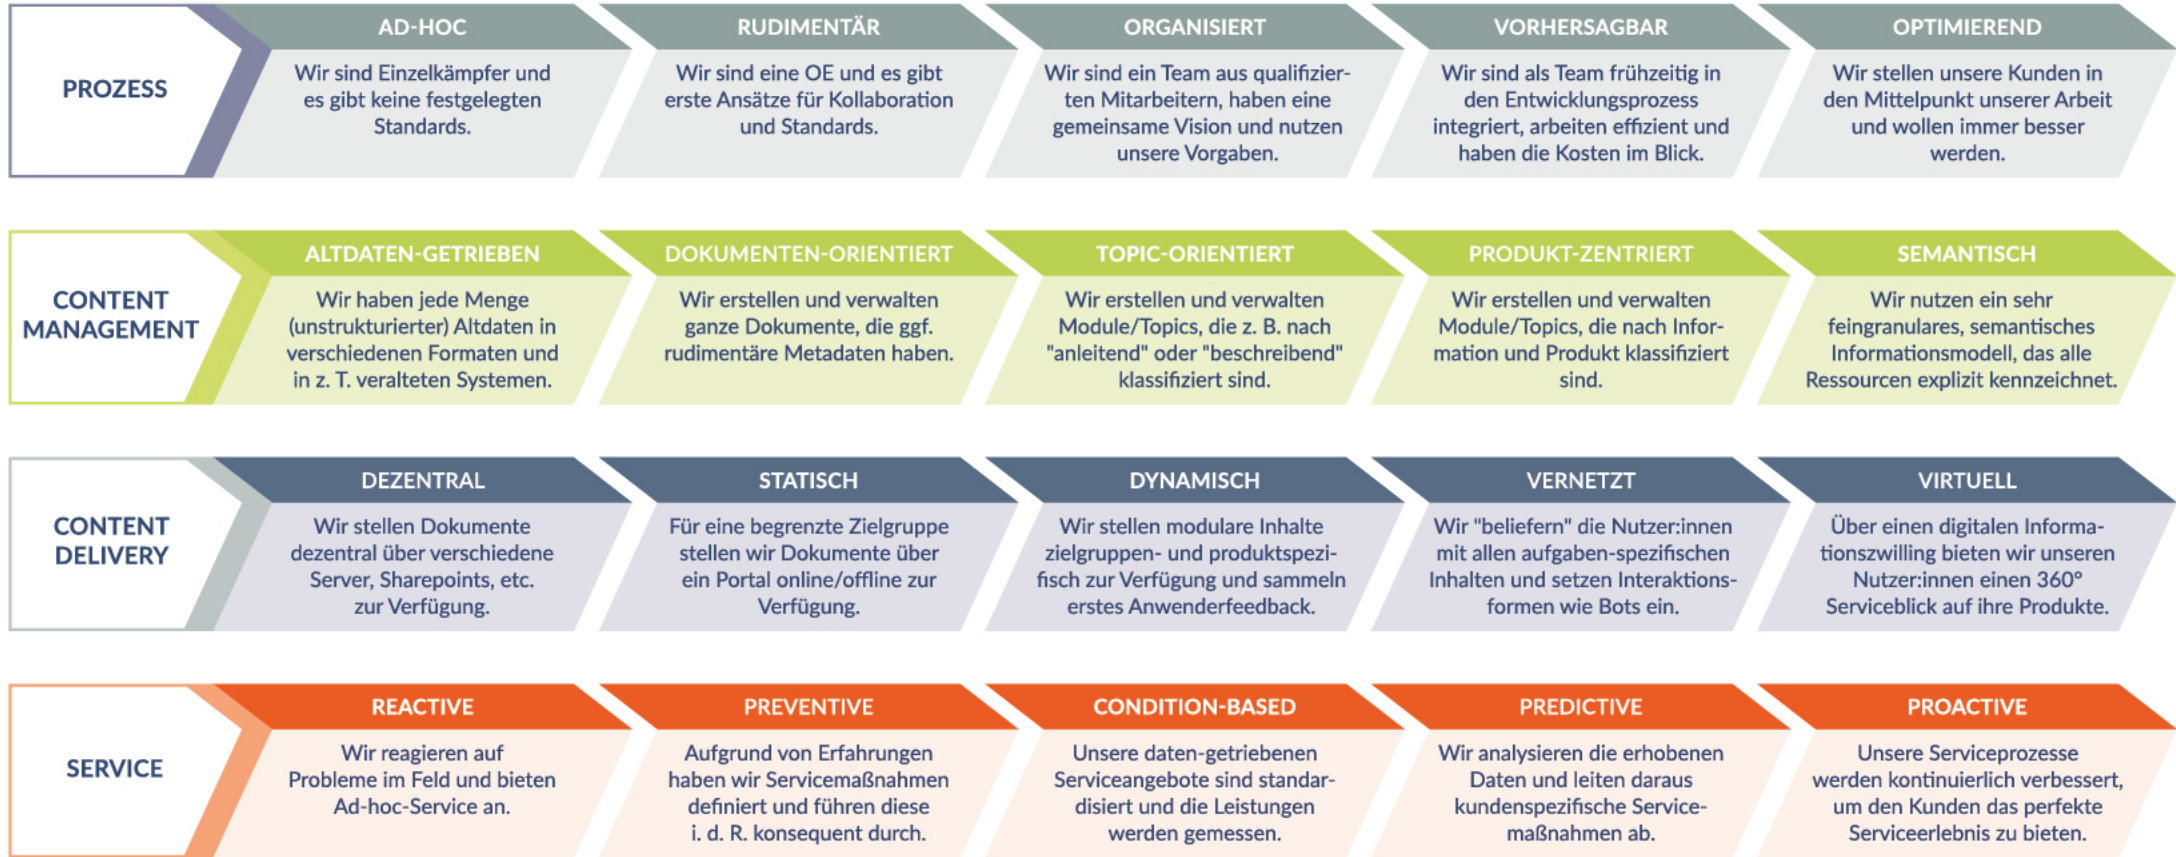 PROZESS
AD-HOC
Wir sind Einzelkämpfer und
es gibt keine festgelegten
Standards.
RUDIMENTÄR
Wir sind eine OE und es gibt
erste Ansätze für Kollaboration
und Standards.
ORGANISIERT
Wir sind ein Team aus qualifizier-
ten Mitarbeitern, haben eine
gemeinsame Vision und nutzen
unsere Vorgaben.
VORHERSAGBAR
Wir sind als Team frühzeitig in
den Entwicklungsprozess
integriert, arbeiten effizient und
haben die Kosten im Blick.
OPTIMIEREND
Wir stellen unsere Kunden in
den Mittelpunkt unserer Arbeit
und wollen immer besser
werden.
CONTENT
MANAGEMENT
ALTDATEN-GETRIEBEN
Wir haben jede Menge
(unstrukturierter) Altdaten in
verschiedenen Formaten und
in z. T. veralteten Systemen.
DOKUMENTEN-ORIENTIERT
Wir erstellen und verwalten
ganze Dokumente, die ggf.
rudimentäre Metadaten haben.
TOPIC-ORIENTIERT
Wir erstellen und verwalten
Module/Topics, die z. B. nach
"anleitend" oder "beschreibend"
klassifiziert sind.
PRODUKT-ZENTRIERT
Wir erstellen und verwalten
Module/Topics, die nach Infor-
mation und Produkt klassifiziert
sind.
SEMANTISCH
Wir nutzen ein sehr
feingranulares, semantisches
Informationsmodell, das alle
Ressourcen explizit kennzeichnet.
CONTENT
DELIVERY
DEZENTRAL
Wir stellen Dokumente
dezentral über verschiedene
Server, Sharepoints, etc.
zur Verfügung.
STATISCH
Für eine begrenzte Zielgruppe
stellen wir Dokumente über
ein Portal online/offline zur
Verfügung.
DYNAMISCH
Wir stellen modulare Inhalte
zielgruppen- und produktspezi-
fisch zur Verfügung und sammeln
erstes Anwenderfeedback.
VERNETZT
Wir "beliefern" die Nutzer:innen
mit allen aufgaben-spezifischen
Inhalten und setzen Interaktions-
formen wie Bots ein.
VIRTUELL
Über einen digitalen Informa-
tionszwilling bieten wir unseren
Nutzer:innen einen 360°
Serviceblick auf ihre Produkte.
SERVICE
REACTIVE
Wir reagieren auf
Probleme im Feld und bieten
Ad-hoc-Service an.
PREVENTIVE
Aufgrund von Erfahrungen
haben wir Servicemaßnahmen
definiert und führen diese
i. d. R. konsequent durch.
CONDITION-BASED
Unsere daten-getriebenen
Serviceangebote sind standar-
disiert und die Leistungen
werden gemessen.
PREDICTIVE
Wir analysieren die erhobenen
Daten und leiten daraus
kundenspezifische Service-
maßnahmen ab.
PROACTIVE
Unsere Serviceprozesse
werden kontinuierlich verbessert,
um den Kunden das perfekte
Serviceerlebnis zu bieten.